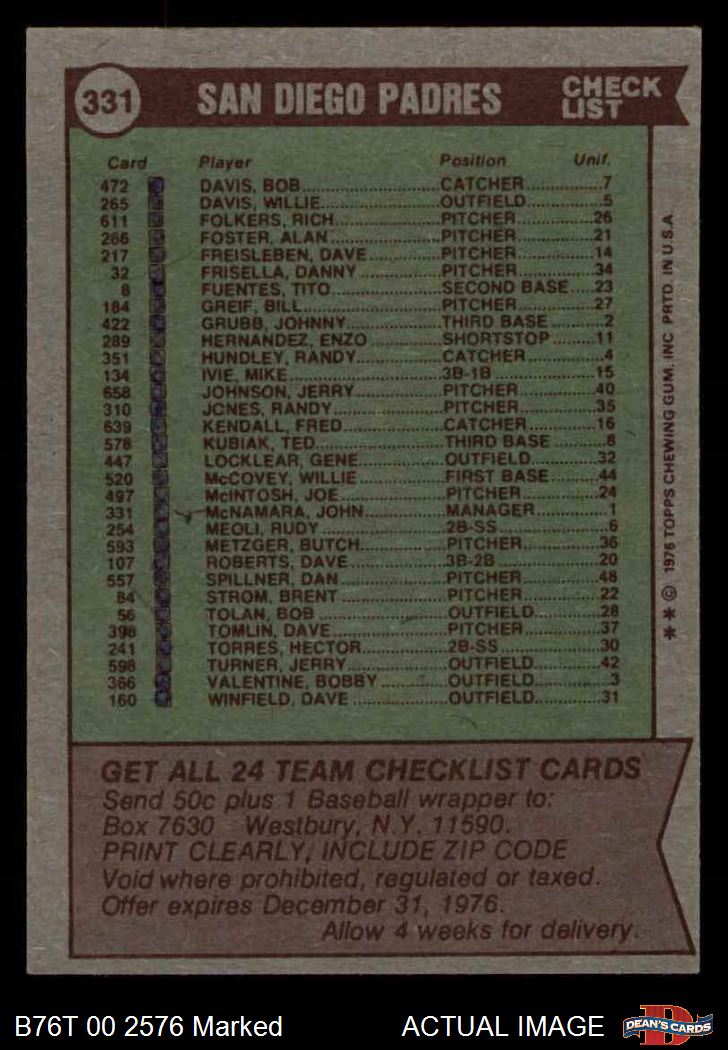 331 SAN DIEGO PADRES CHECK LIST
Card Player Position Unif.
472 DAVIS, BOB CATCHER 7
265 DAVIS, WILLIE OUTFIELD 5
611 FOLKERS, RICH PITCHER 26
266 FOSTER, ALAN PITCHER 21
217 FREISLEBEN, DAVE PITCHER 14
32 FRISELLA, DANNY PITCHER 34
8 FUENTES, TITO SECOND BASE 23
184 GREIF, BILL PITCHER 27
422 GRUBB, JOHNNY THIRD BASE 2
289 HERNANDEZ, ENZO SHORTSTOP 11
351 HUNDLEY, RANDY CATCHER 4
134 IVIE, MIKE 3B-1B 15
658 JOHNSON, JERRY PITCHER 40
310 JONES, RANDY PITCHER 35
639 KENDALL, FRED CATCHER 16
578 KUBIAK, TED THIRD BASE 8
447 LOCKLEAR, GENE OUTFIELD 32
520 McCOVEY, WILLIE FIRST BASE 44
497 McINTOSH, JOE PITCHER 24
331 McNAMARA, JOHN MANAGER 1
254 MEOLI, RUDY 2B-SS 6
593 METZGER, BUTCH PITCHER 36
107 ROBERTS, DAVE 3B-2B 20
557 SPILLNER, DAN PITCHER 48
84 STROM, BRENT PITCHER 22
56 TOLAN, BOB OUTFIELD 28
398 TOMLIN, DAVE PITCHER 37
241 TORRES, HECTOR 2B-SS 30
598 TURNER, JERRY OUTFIELD 42
366 VALENTINE, BOBBY OUTFIELD 3
160 WINFIELD, DAVE OUTFIELD 31
* * © 1976 TOPPS CHEWING GUM, INC PRTD. IN U.S.A.
GET ALL 24 TEAM CHECKLIST CARDS
Send 50c plus 1 Baseball wrapper to:
Box 7630 Westbury, N.Y. 11590.
PRINT CLEARLY, INCLUDE ZIP CODE
Void where prohibited, regulated or taxed.
Offer expires December 31, 1976.
Allow 4 weeks for delivery.
B76T 00 2576 Marked ACTUAL IMAGE DEAN'S CARDS